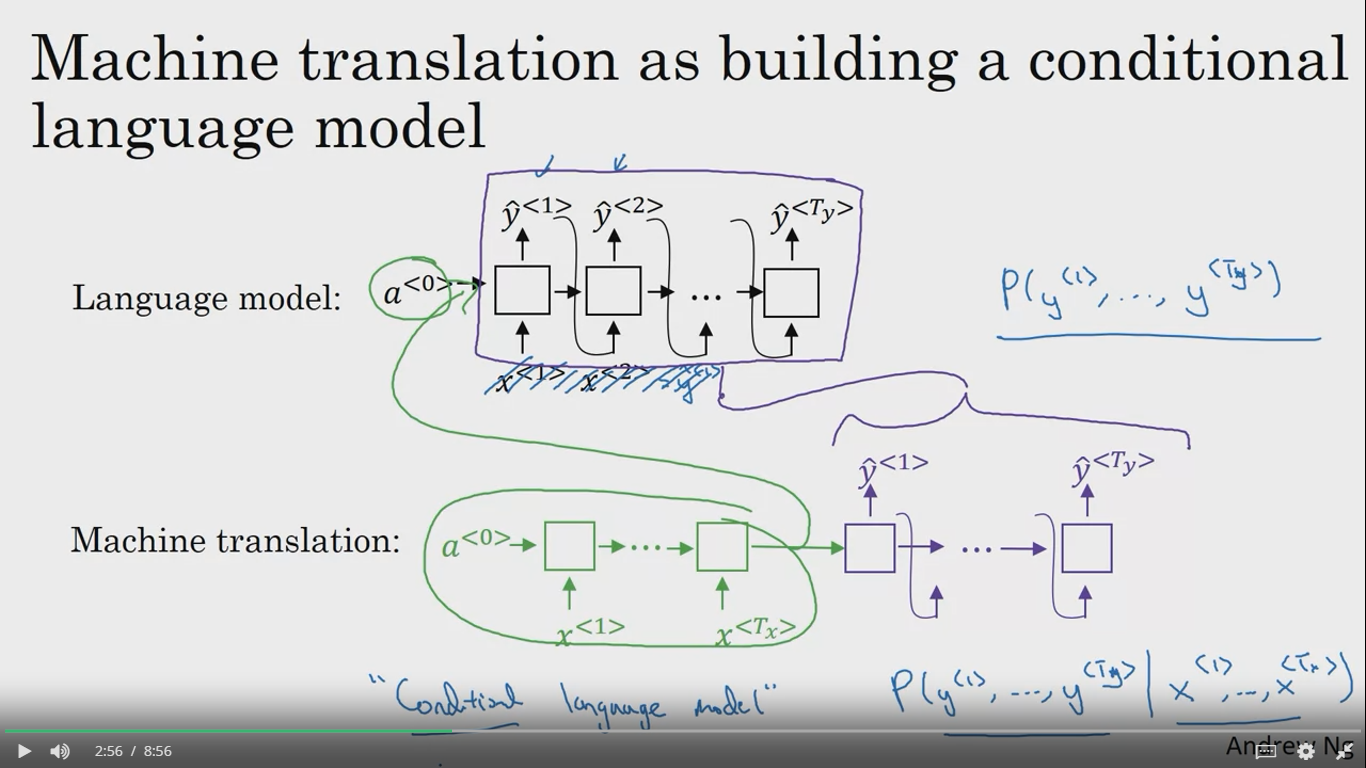 Machine translation as building a conditional
language model
ŷ<1> ŷ<2> ŷ<Ty>
Language model: a<0> ...
P(y<1>, ..., y<Ty>)
x<1> x<2>
ŷ<1> ŷ<Ty>
Machine translation: a<0> ... ...
x<1> x<Tx>
"Conditional language model" P(y<1>, ..., y<Ty> | x<1>, ..., x<Tx>)
Andrew Ng
2:56 / 8:56